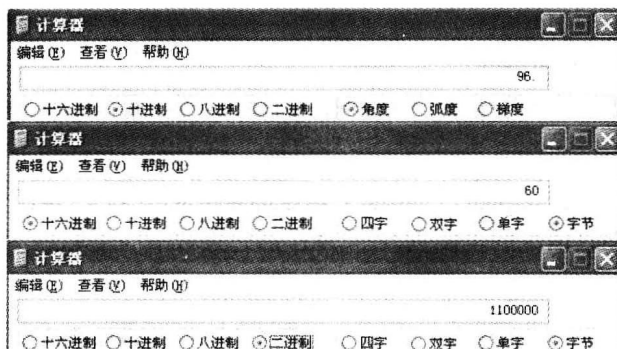 计算器
编辑(E) 查看(V) 帮助(H)
96.
十六进制 十进制 八进制 二进制 角度 弧度 梯度
计算器
编辑(E) 查看(V) 帮助(H)
60
十六进制 十进制 八进制 二进制 四字 双字 单字 字节
计算器
编辑(E) 查看(V) 帮助(H)
1100000
十六进制 十进制 八进制 二进制 四字 双字 单字 字节